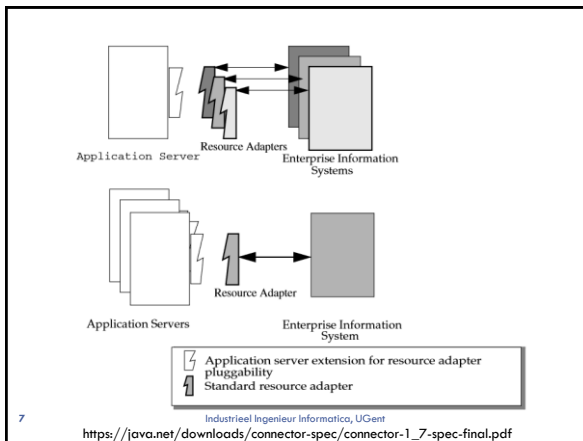 Application Server
Resource Adapters
Enterprise Information
Systems
Application Servers
Resource Adapter
Enterprise Information
System
Application server extension for resource adapter
pluggability
Standard resource adapter
7
Industrieel Ingenieur Informatica, UGent
https://java.net/downloads/connector-spec/connector-1_7-spec-final.pdf